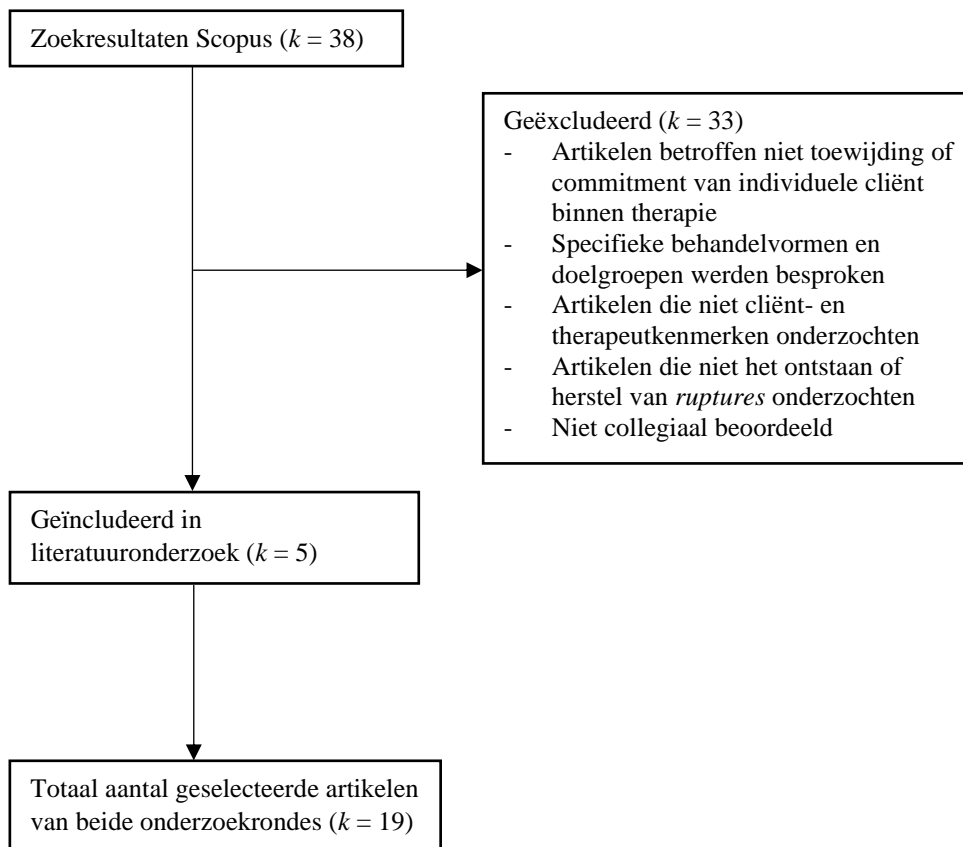 Zoekresultaten Scopus (k = 38)
Geëxcludeerd (k = 33)
- Artikelen betroffen niet toewijding of
commitment van individuele cliënt
binnen therapie
- Specifieke behandelvormen en
doelgroepen werden besproken
- Artikelen die niet cliënt- en
therapeutkenmerken onderzochten
- Artikelen die niet het ontstaan of
herstel van ruptures onderzochten
- Niet collegiaal beoordeeld
Geïncludeerd in
literatuuronderzoek (k = 5)
Totaal aantal geselecteerde artikelen
van beide onderzoekrondes (k = 19)